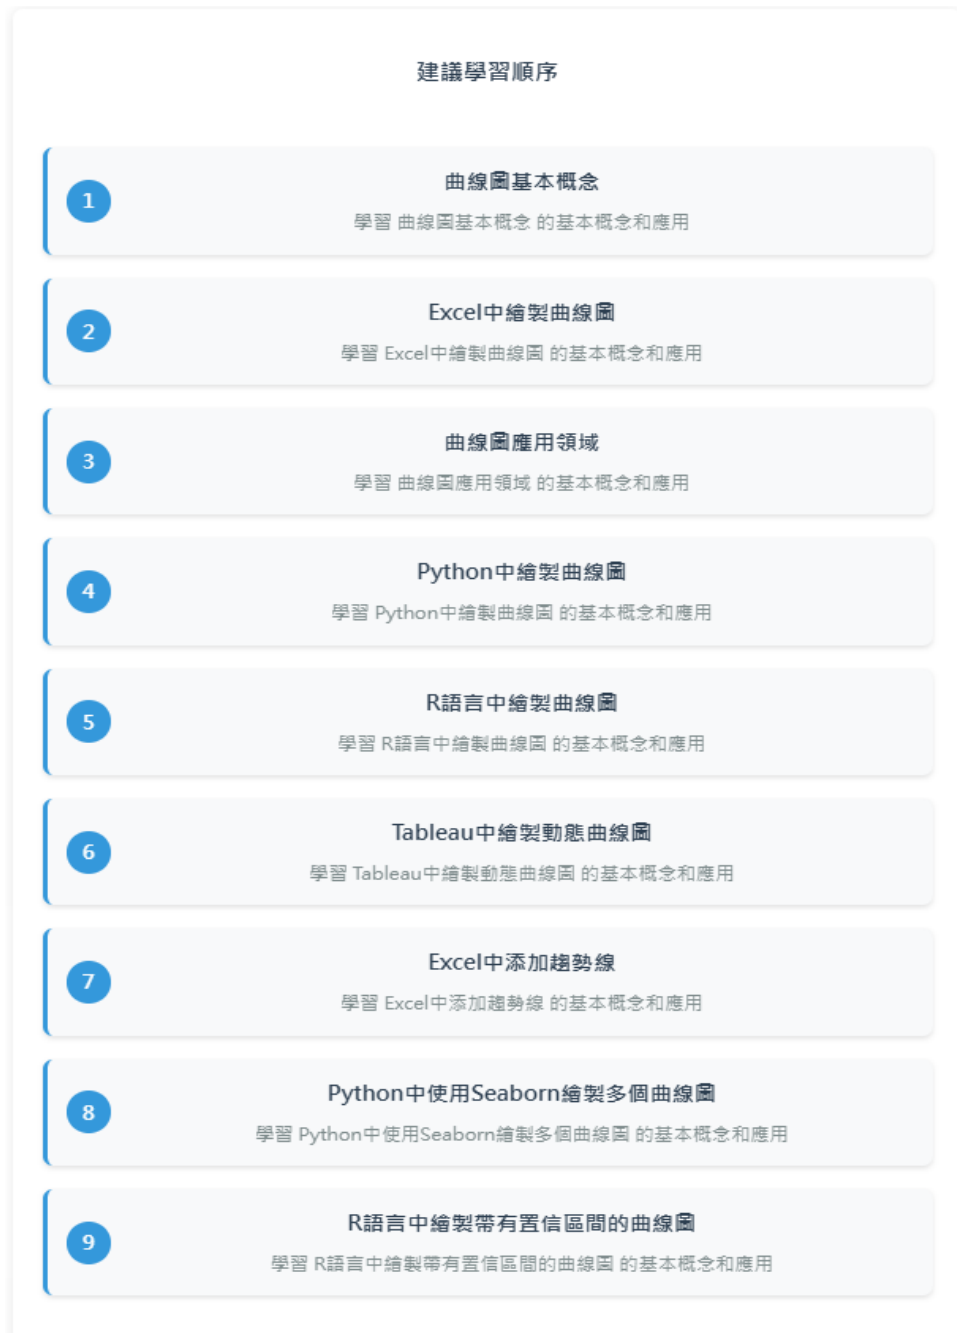 建議學習順序
1
曲線圖基本概念
學習 曲線圖基本概念 的基本概念和應用
2
Excel中繪製曲線圖
學習 Excel中繪製曲線圖 的基本概念和應用
3
曲線圖應用領域
學習 曲線圖應用領域 的基本概念和應用
4
Python中繪製曲線圖
學習 Python中繪製曲線圖 的基本概念和應用
5
R語言中繪製曲線圖
學習 R語言中繪製曲線圖 的基本概念和應用
6
Tableau中繪製動態曲線圖
學習 Tableau中繪製動態曲線圖 的基本概念和應用
7
Excel中添加趨勢線
學習 Excel中添加趨勢線 的基本概念和應用
8
Python中使用Seaborn繪製多個曲線圖
學習 Python中使用Seaborn繪製多個曲線圖 的基本概念和應用
9
R語言中繪製帶有置信區間的曲線圖
學習 R語言中繪製帶有置信區間的曲線圖 的基本概念和應用